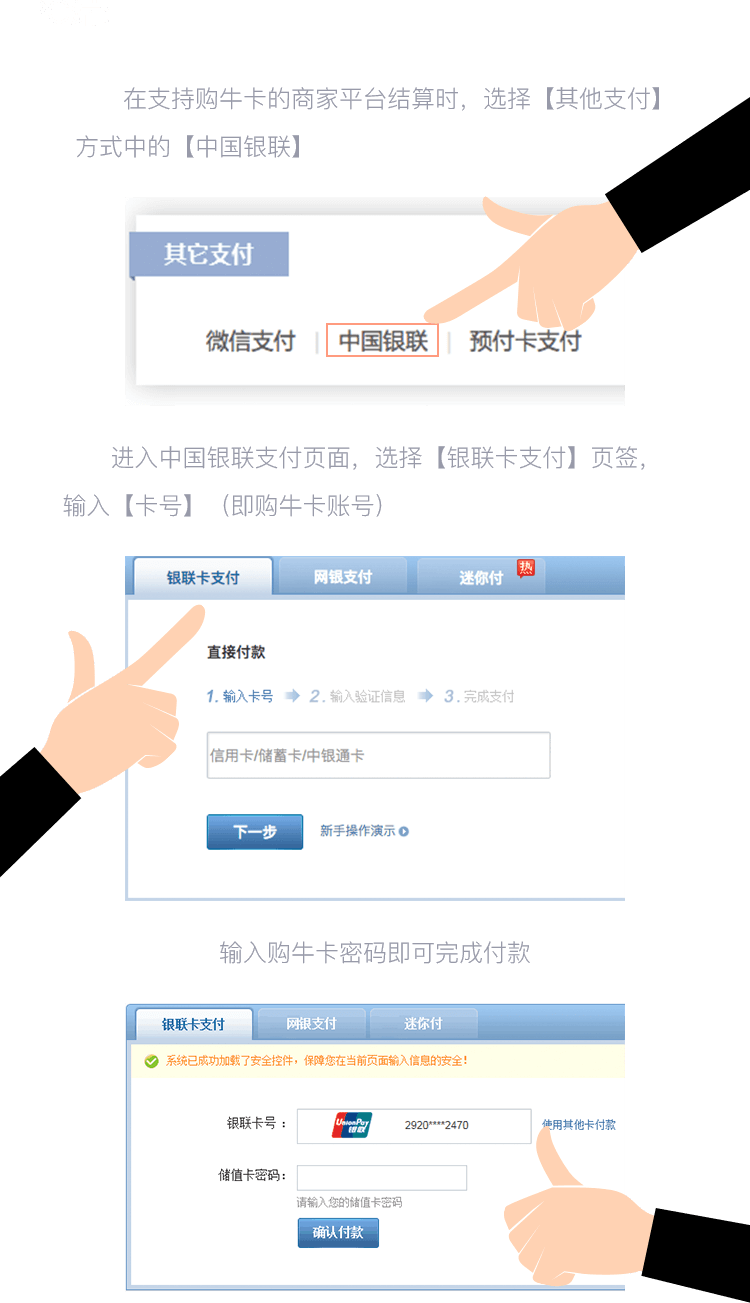 在支持购牛卡的商家平台结算时，选择【其他支付】
方式中的【中国银联】
其它支付
微信支付 | 中国银联 | 预付卡支付
进入中国银联支付页面，选择【银联卡支付】页签，
输入【卡号】（即购牛卡账号）
银联卡支付 网银支付 迷你付 热
直接付款
1. 输入卡号 2. 输入验证信息 3. 完成支付
信用卡/储蓄卡/中银通卡
下一步 新手操作演示
输入购牛卡密码即可完成付款
银联卡支付 网银支付 迷你付
系统已成功加载了安全控件，保障您在当前页面输入信息的安全！
银联卡号： UnionPay 银联 2920****2470 使用其他卡付款
储值卡密码：
请输入您的储值卡密码
确认付款